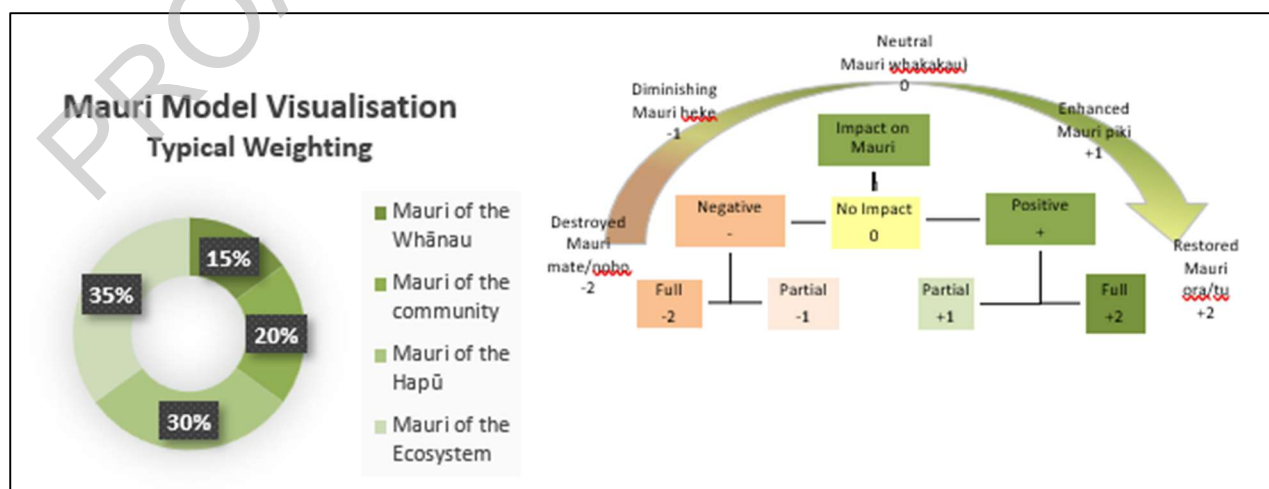 PROA
Mauri Model Visualisation
Typical Weighting
15%
20%
30%
35%
Mauri of the
Whānau
Mauri of the
community
Mauri of the
Hapū
Mauri of the
Ecosystem
Neutral
Mauri whakakau)
0
Diminishing
Mauri heke
-1
Enhanced
Mauri piki
+1
Destroyed
Mauri
mate/noho
-2
Restored
Mauri
ora/tu
+2
Impact on
Mauri
Negative
-
No Impact
0
Positive
+
Full
-2
Partial
-1
Partial
+1
Full
+2